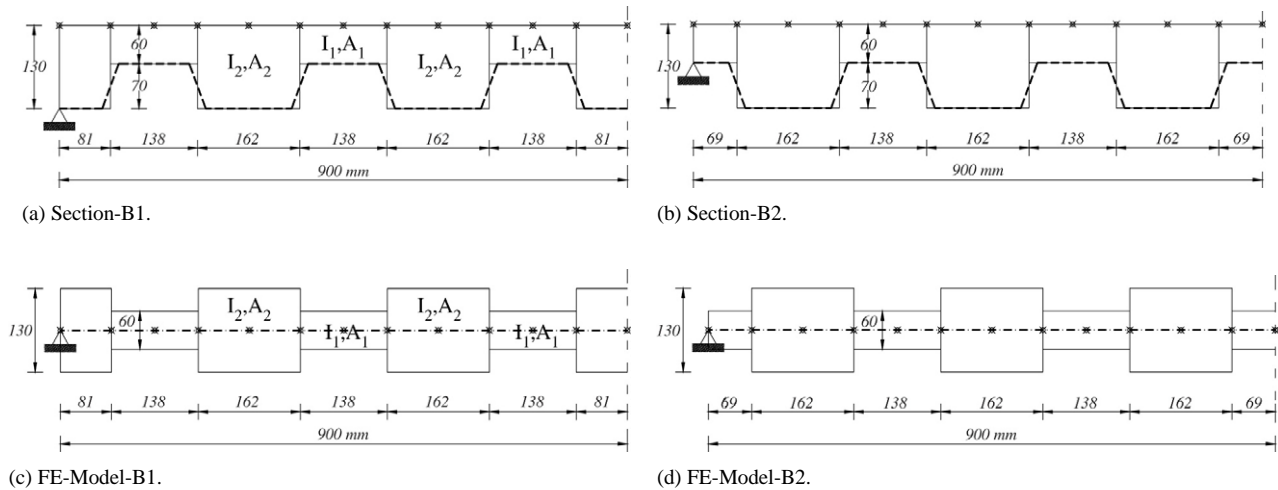 130
60
70
I2,A2
I1,A1
I2,A2
I1,A1
81 138 162 138 162 138 81
900 mm
(a) Section-B1.
130
60
70
69 162 138 162 138 162 69
900 mm
(b) Section-B2.
130
60
I2,A2
I1,A1
I2,A2
I1,A1
81 138 162 138 162 138 81
900 mm
(c) FE-Model-B1.
130
60
69 162 138 162 138 162 69
900 mm
(d) FE-Model-B2.